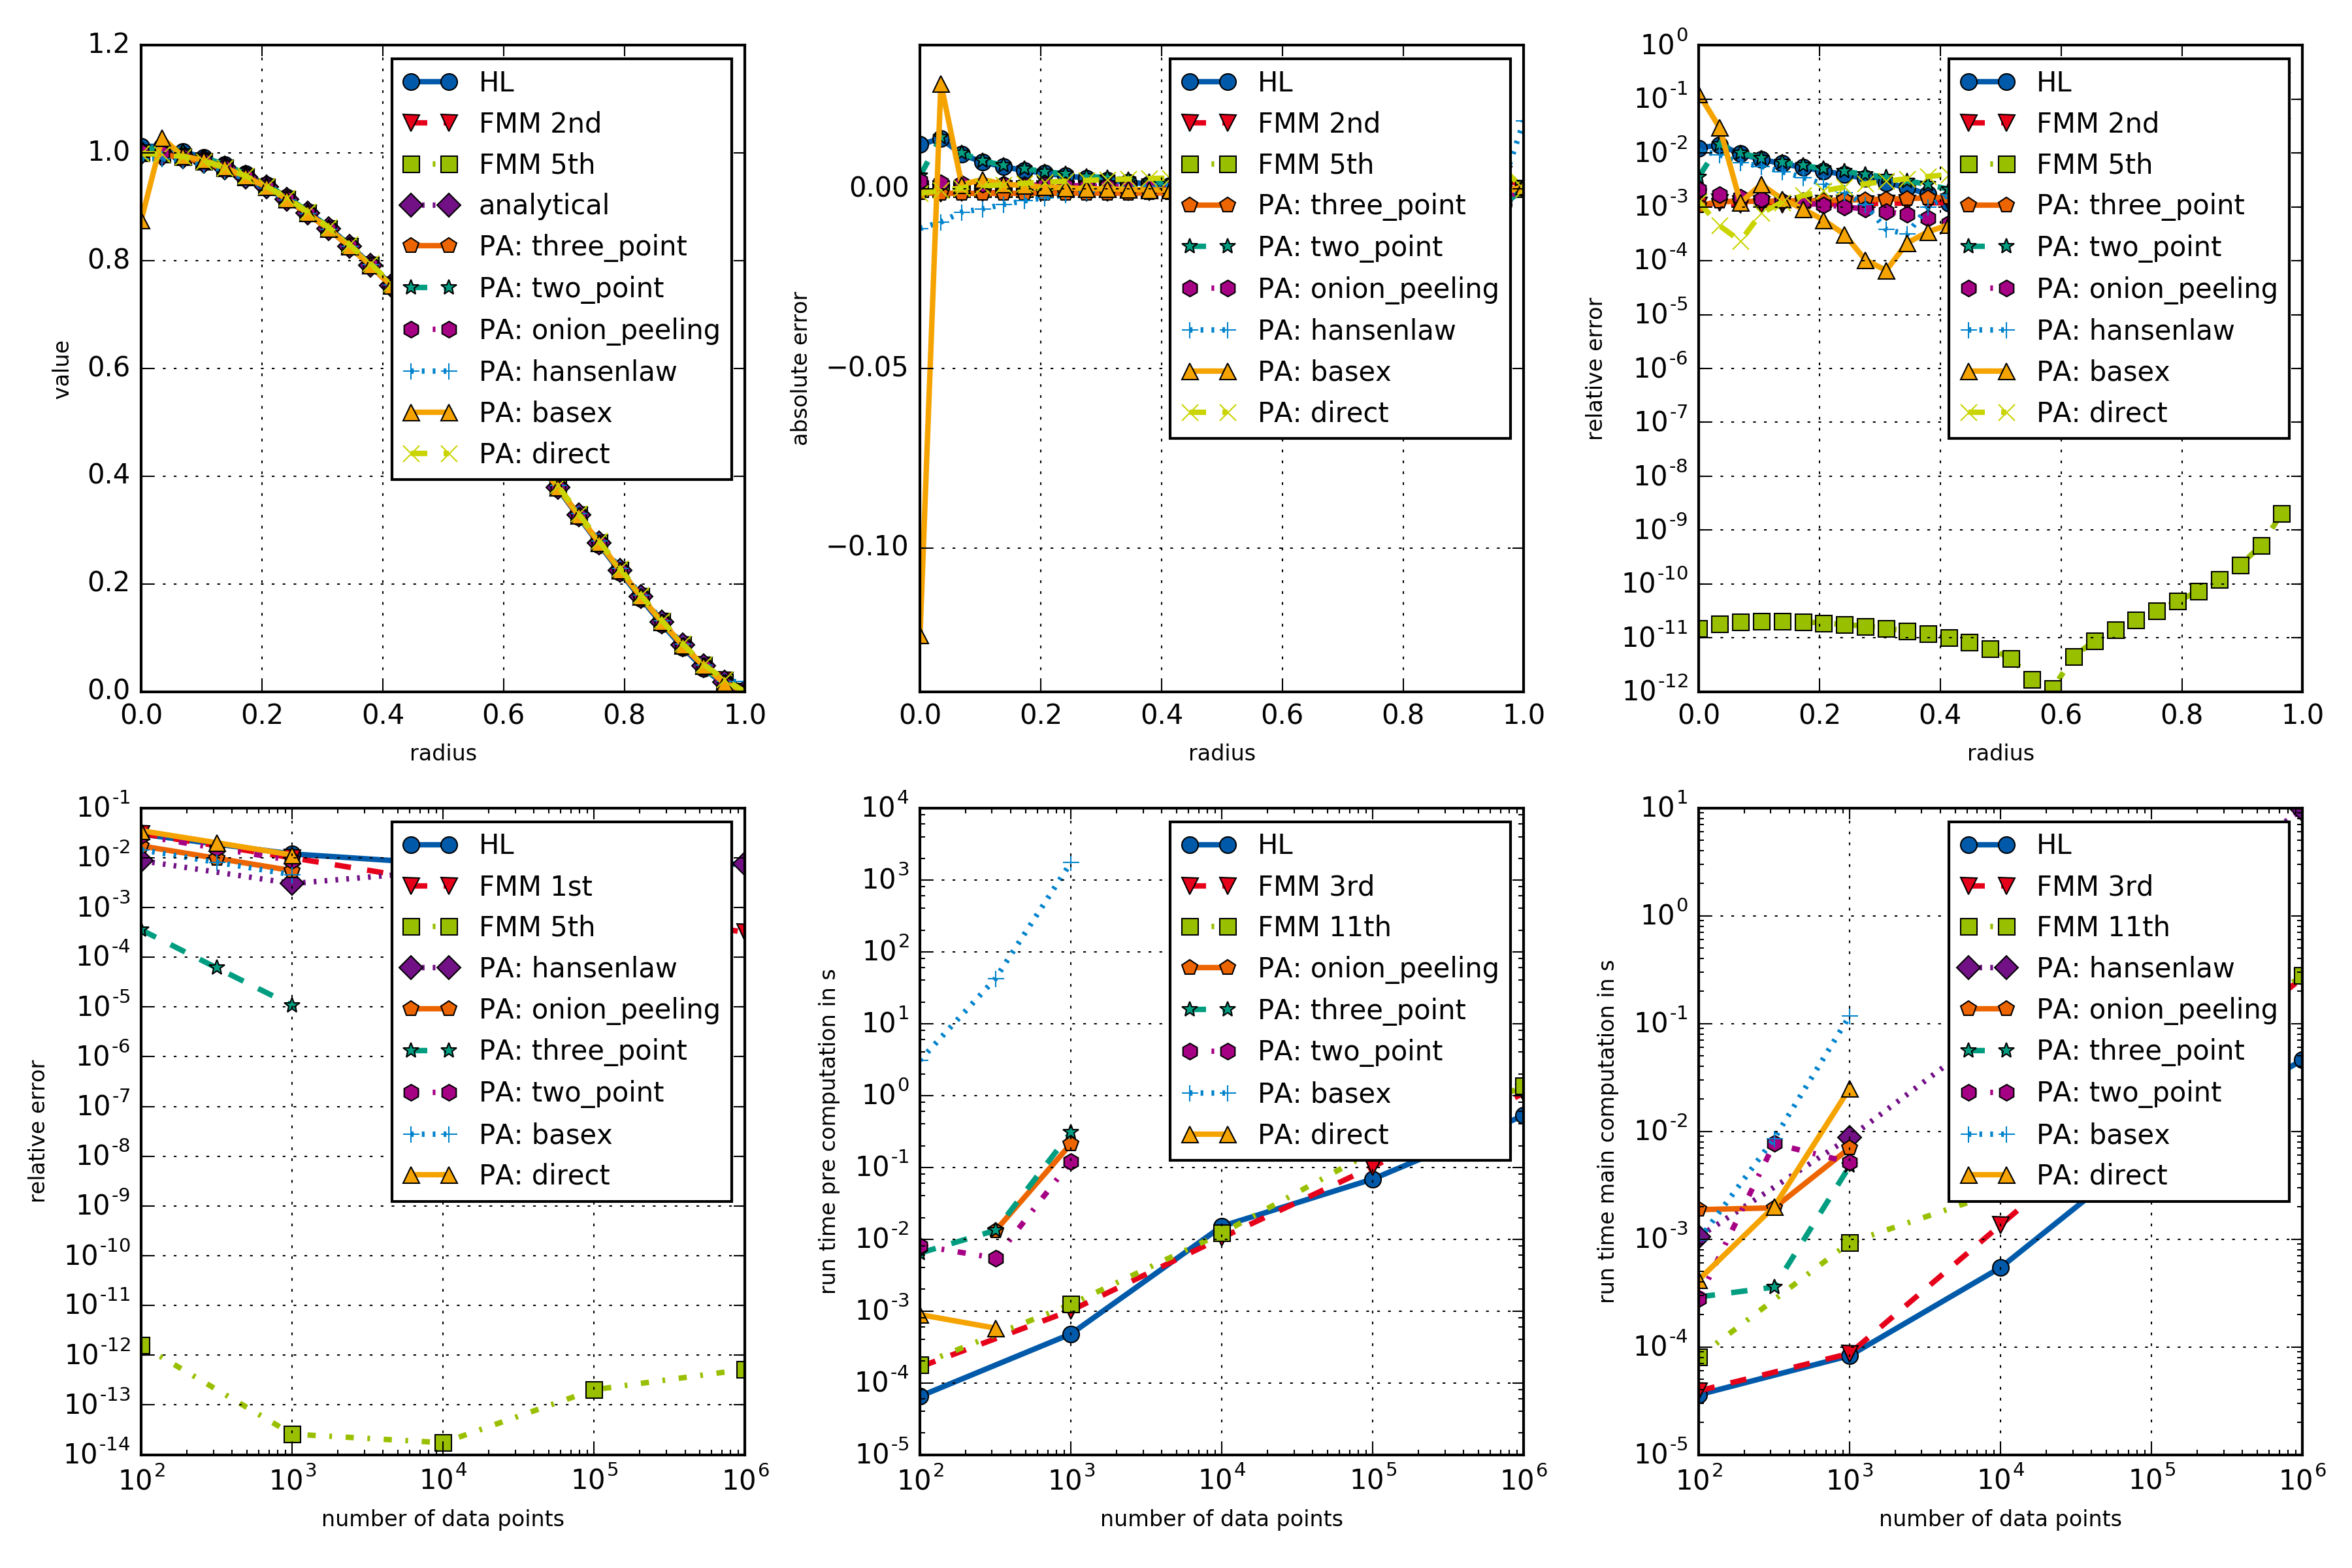 1.2
1.0
0.8
0.6
0.4
0.2
0.0
value
0.0 0.2 0.4 0.6 0.8 1.0
radius
HL
FMM 2nd
FMM 5th
analytical
PA: three_point
PA: two_point
PA: onion_peeling
PA: hansenlaw
PA: basex
PA: direct
0.00
−0.05
−0.10
absolute error
0.0 0.2 0.4 0.6 0.8 1.0
radius
HL
FMM 2nd
FMM 5th
PA: three_point
PA: two_point
PA: onion_peeling
PA: hansenlaw
PA: basex
PA: direct
10^0
10^-1
10^-2
10^-3
10^-4
10^-5
10^-6
10^-7
10^-8
10^-9
10^-10
10^-11
10^-12
relative error
0.0 0.2 0.4 0.6 0.8 1.0
radius
HL
FMM 2nd
FMM 5th
PA: three_point
PA: two_point
PA: onion_peeling
PA: hansenlaw
PA: basex
PA: direct
10^-1
10^-2
10^-3
10^-4
10^-5
10^-6
10^-7
10^-8
10^-9
10^-10
10^-11
10^-12
10^-13
10^-14
relative error
10^2 10^3 10^4 10^5 10^6
number of data points
HL
FMM 1st
FMM 5th
PA: hansenlaw
PA: onion_peeling
PA: three_point
PA: two_point
PA: basex
PA: direct
10^4
10^3
10^2
10^1
10^0
10^-1
10^-2
10^-3
10^-4
10^-5
run time pre computation in s
10^2 10^3 10^4 10^5 10^6
number of data points
HL
FMM 3rd
FMM 11th
PA: onion_peeling
PA: three_point
PA: two_point
PA: basex
PA: direct
10^1
10^0
10^-1
10^-2
10^-3
10^-4
10^-5
run time main computation in s
10^2 10^3 10^4 10^5 10^6
number of data points
HL
FMM 3rd
FMM 11th
PA: hansenlaw
PA: onion_peeling
PA: three_point
PA: two_point
PA: basex
PA: direct